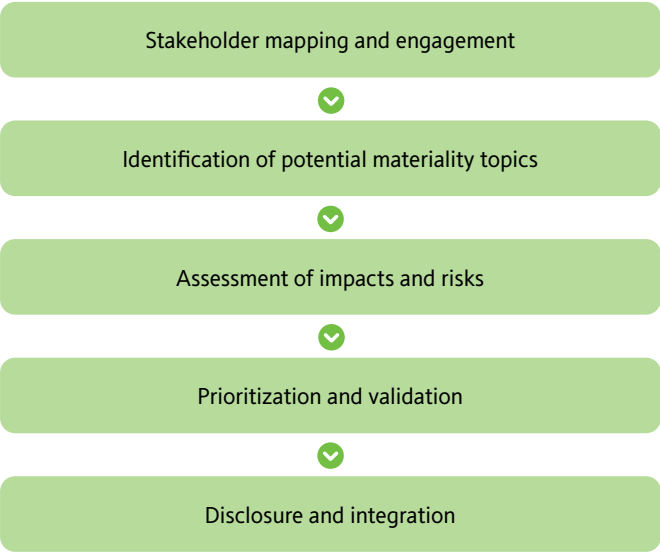 Stakeholder mapping and engagement
Identification of potential materiality topics
Assessment of impacts and risks
Prioritization and validation
Disclosure and integration